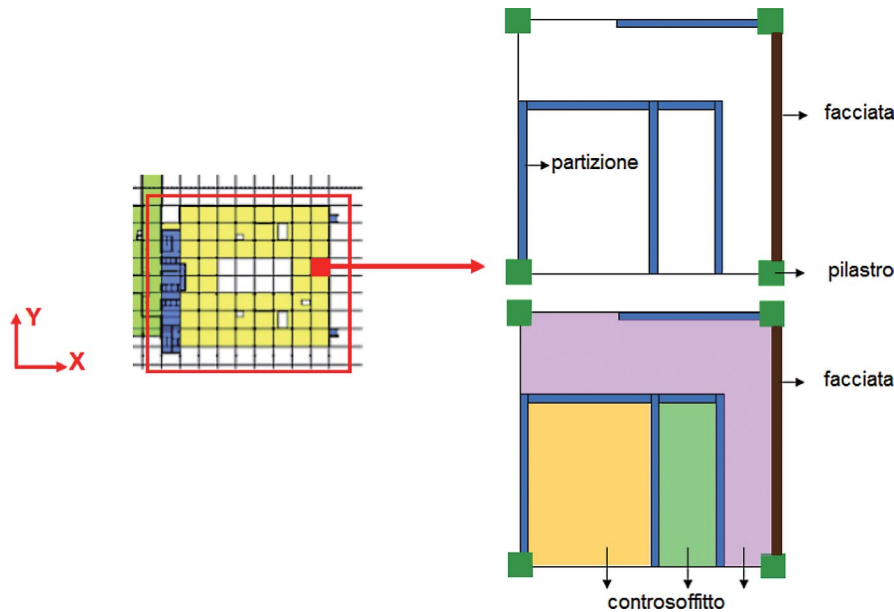 facciata
partizione
pilastro
Y
X
facciata
controsoffitto